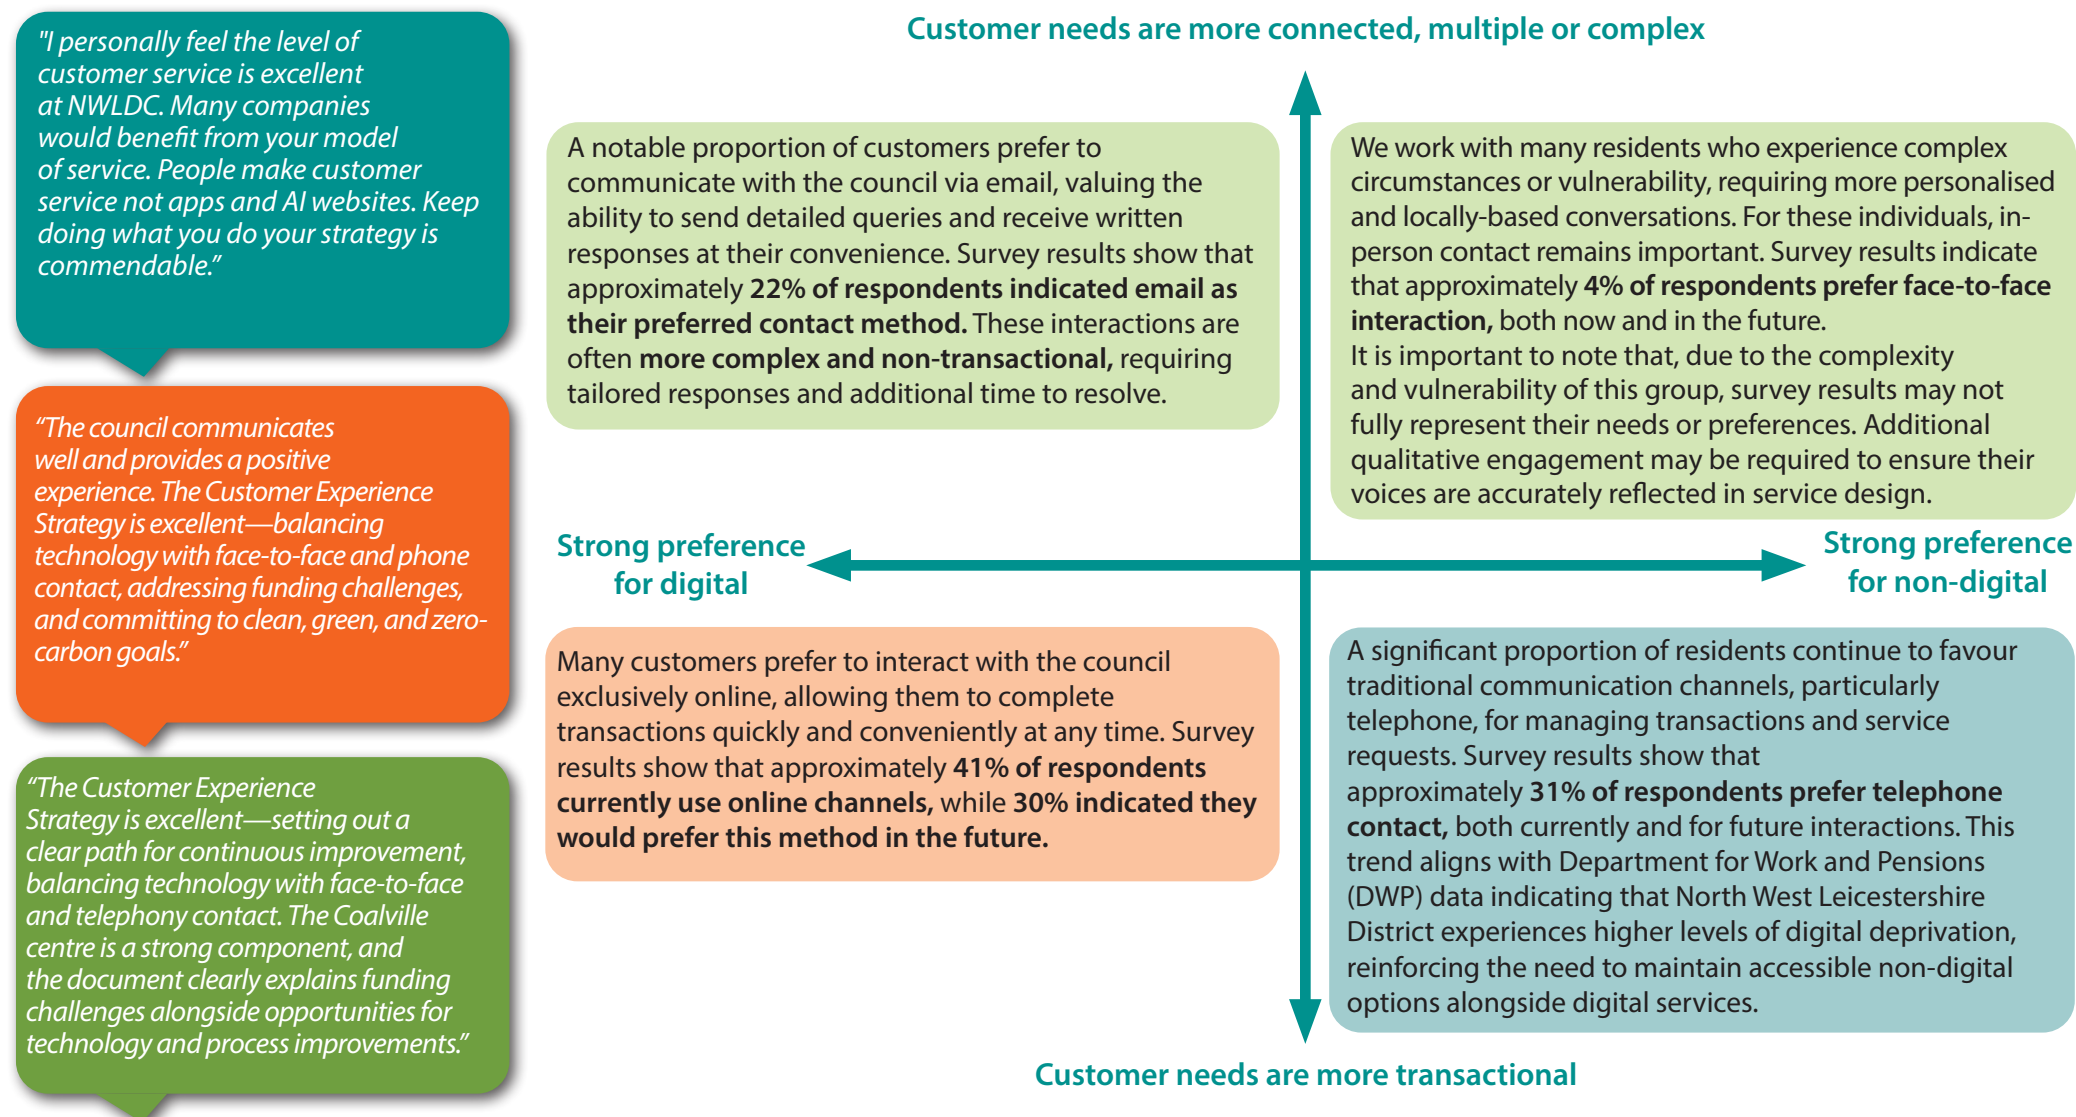 "I personally feel the level of
customer service is excellent
at NWLDC. Many companies
would benefit from your model
of service. People make customer
service not apps and AI websites. Keep
doing what you do your strategy is
commendable.”
“The council communicates
well and provides a positive
experience. The Customer Experience
Strategy is excellent—balancing
technology with face-to-face and phone
contact, addressing funding challenges,
and committing to clean, green, and zero-
carbon goals.”
“The Customer Experience
Strategy is excellent—setting out a
clear path for continuous improvement,
balancing technology with face-to-face
and telephony contact. The Coalville
centre is a strong component, and
the document clearly explains funding
challenges alongside opportunities for
technology and process improvements.”
Customer needs are more connected, multiple or complex
A notable proportion of customers prefer to
communicate with the council via email, valuing the
ability to send detailed queries and receive written
responses at their convenience. Survey results show that
approximately 22% of respondents indicated email as
their preferred contact method. These interactions are
often more complex and non-transactional, requiring
tailored responses and additional time to resolve.
We work with many residents who experience complex
circumstances or vulnerability, requiring more personalised
and locally-based conversations. For these individuals, in-
person contact remains important. Survey results indicate
that approximately 4% of respondents prefer face-to-face
interaction, both now and in the future.
It is important to note that, due to the complexity
and vulnerability of this group, survey results may not
fully represent their needs or preferences. Additional
qualitative engagement may be required to ensure their
voices are accurately reflected in service design.
Strong preference
for digital
Strong preference
for non-digital
Many customers prefer to interact with the council
exclusively online, allowing them to complete
transactions quickly and conveniently at any time. Survey
results show that approximately 41% of respondents
currently use online channels, while 30% indicated they
would prefer this method in the future.
A significant proportion of residents continue to favour
traditional communication channels, particularly
telephone, for managing transactions and service
requests. Survey results show that
approximately 31% of respondents prefer telephone
contact, both currently and for future interactions. This
trend aligns with Department for Work and Pensions
(DWP) data indicating that North West Leicestershire
District experiences higher levels of digital deprivation,
reinforcing the need to maintain accessible non-digital
options alongside digital services.
Customer needs are more transactional